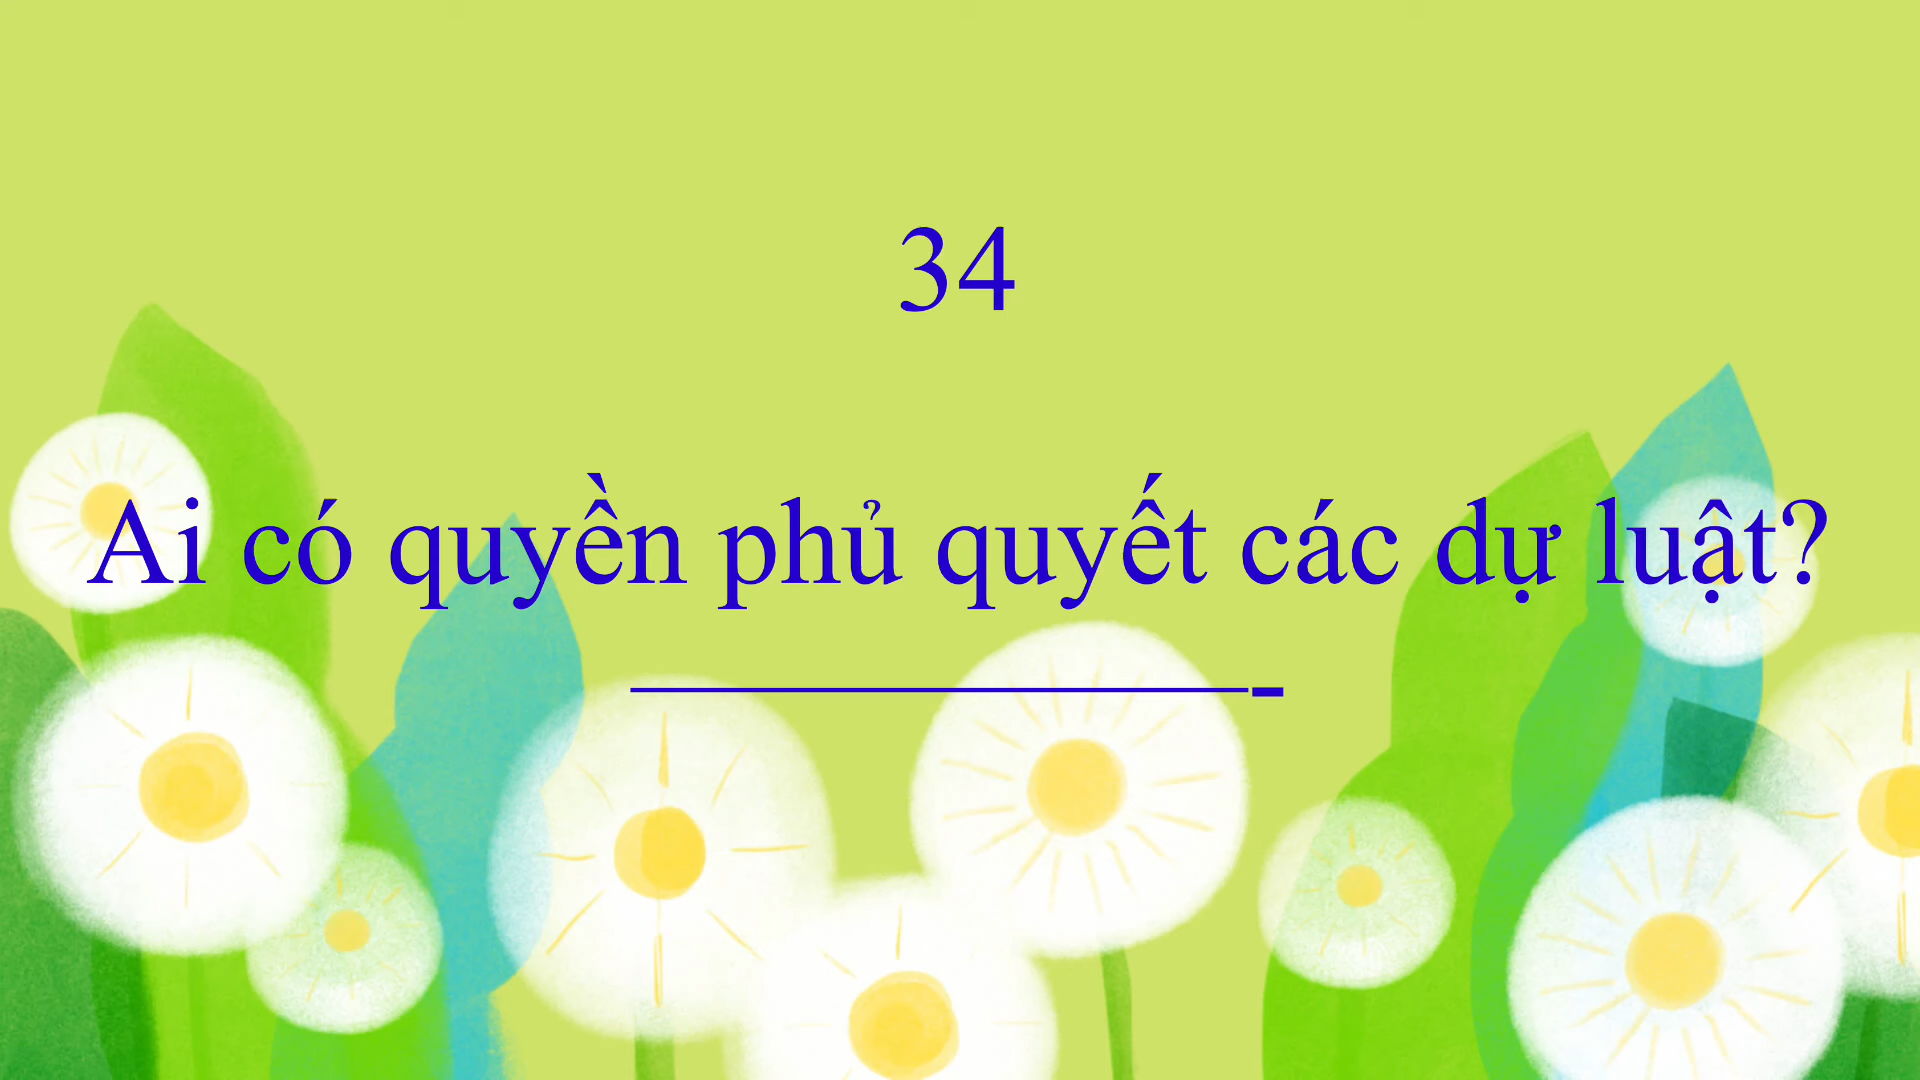 34
Ai có quyền phủ quyết các dự luật?
——————-